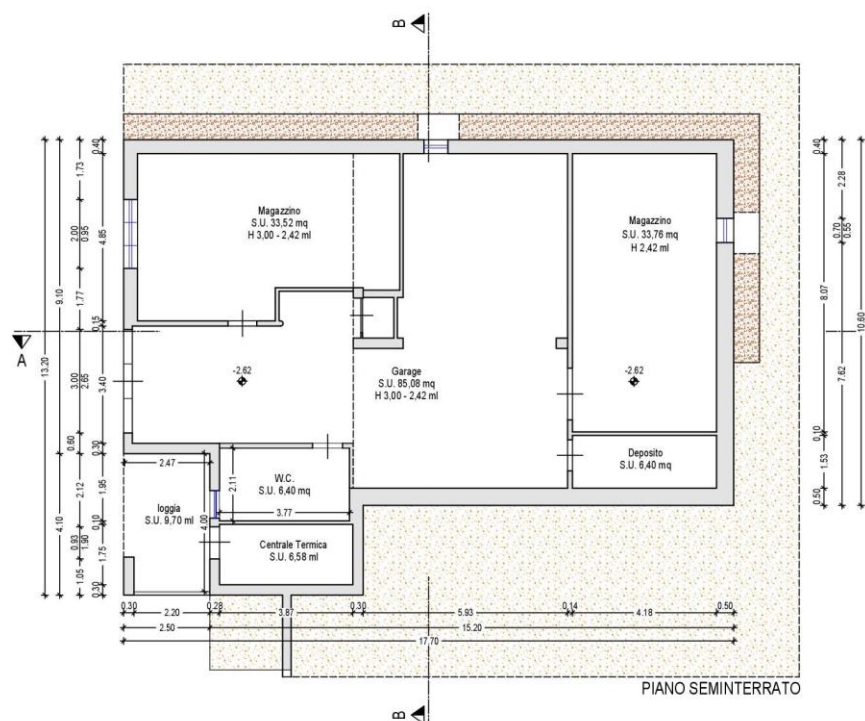 B
A
Magazzino
S.U. 33,52 mq
H 3,00 - 2,42 ml
Magazzino
S.U. 33,76 mq
H 2,42 ml
-2.62
Garage
S.U. 85,08 mq
H 3,00 - 2,42 ml
-2.62
Deposito
S.U. 6,40 mq
W.C.
S.U. 6,40 mq
2.11
3.77
loggia
S.U. 9,70 ml
2.47
4.00
Centrale Termica
S.U. 6,58 ml
13.20
9.10
4.10
1.73
2.00
0.95
1.77
3.00
2.65
0.60
2.12
0.93
1.90
1.05
0.40
4.85
0.15
3.40
0.30
1.95
0.10
1.75
0.30
0.40
8.07
0.10
1.53
0.50
2.28
0.70
0.55
7.62
10.60
0.30
2.20
0.28
3.87
0.30
5.93
0.14
4.18
0.50
2.50
15.20
17.70
PIANO SEMINTERRATO
B